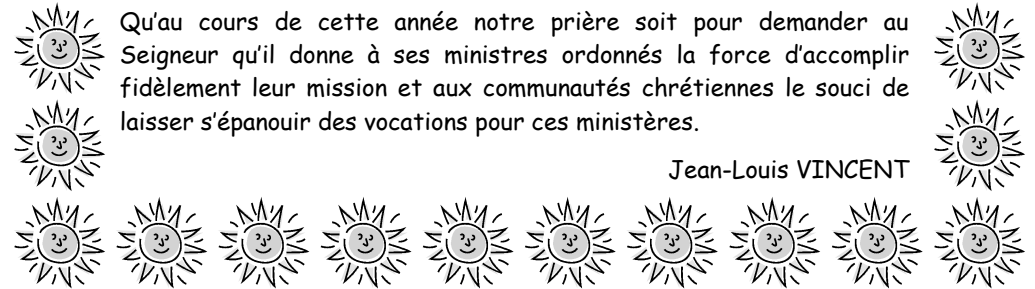 Qu’au cours de cette année notre prière soit pour demander au
Seigneur qu’il donne à ses ministres ordonnés la force d’accomplir
fidèlement leur mission et aux communautés chrétiennes le souci de
laisser s’épanouir des vocations pour ces ministères.
Jean-Louis VINCENT